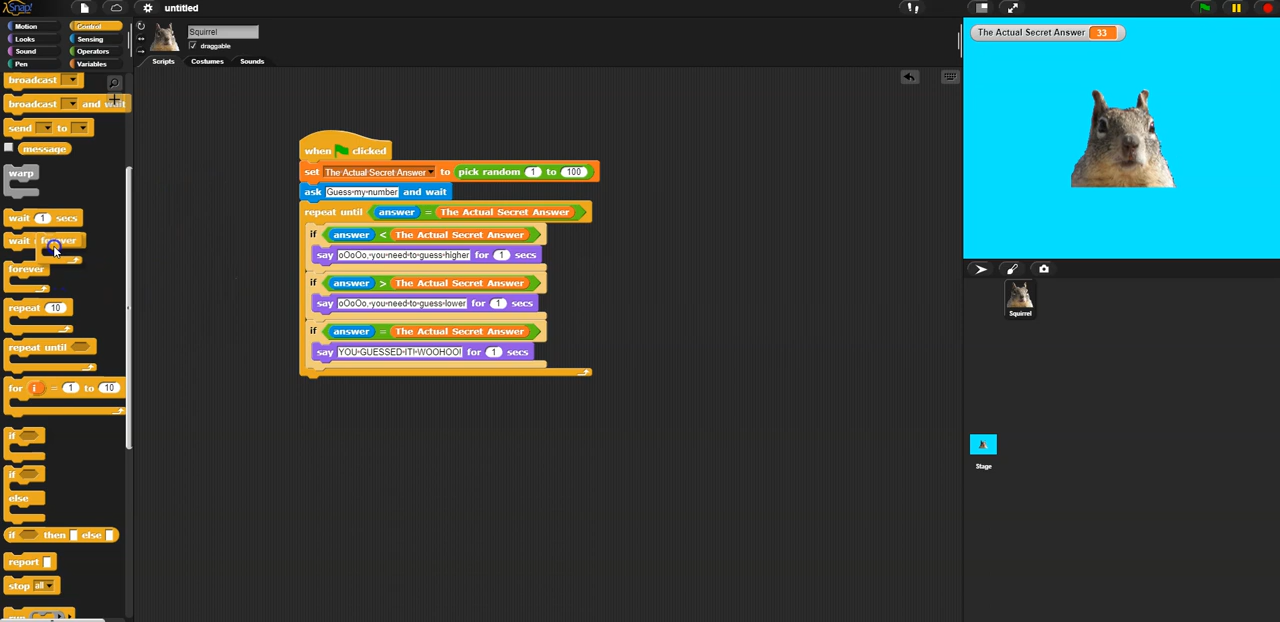 Snap!
untitled
Motion Control
Looks Sensing
Sound Operators
Pen Variables
Squirrel
draggable
Scripts Costumes Sounds
broadcast
broadcast and wait
send to
message
warp
wait 1 secs
wait forever
forever
repeat 10
repeat until
for i = 1 to 10
if
if
else
if then else
report
stop all
when clicked
set The Actual Secret Answer to pick random 1 to 100
ask Guess my number and wait
repeat until answer = The Actual Secret Answer
if answer < The Actual Secret Answer
say oOoOo, you need to guess higher for 1 secs
if answer > The Actual Secret Answer
say oOoOo, you need to guess lower for 1 secs
if answer = The Actual Secret Answer
say YOU GUESSED IT! WOOHOO! for 1 secs
The Actual Secret Answer 33
Squirrel
Stage